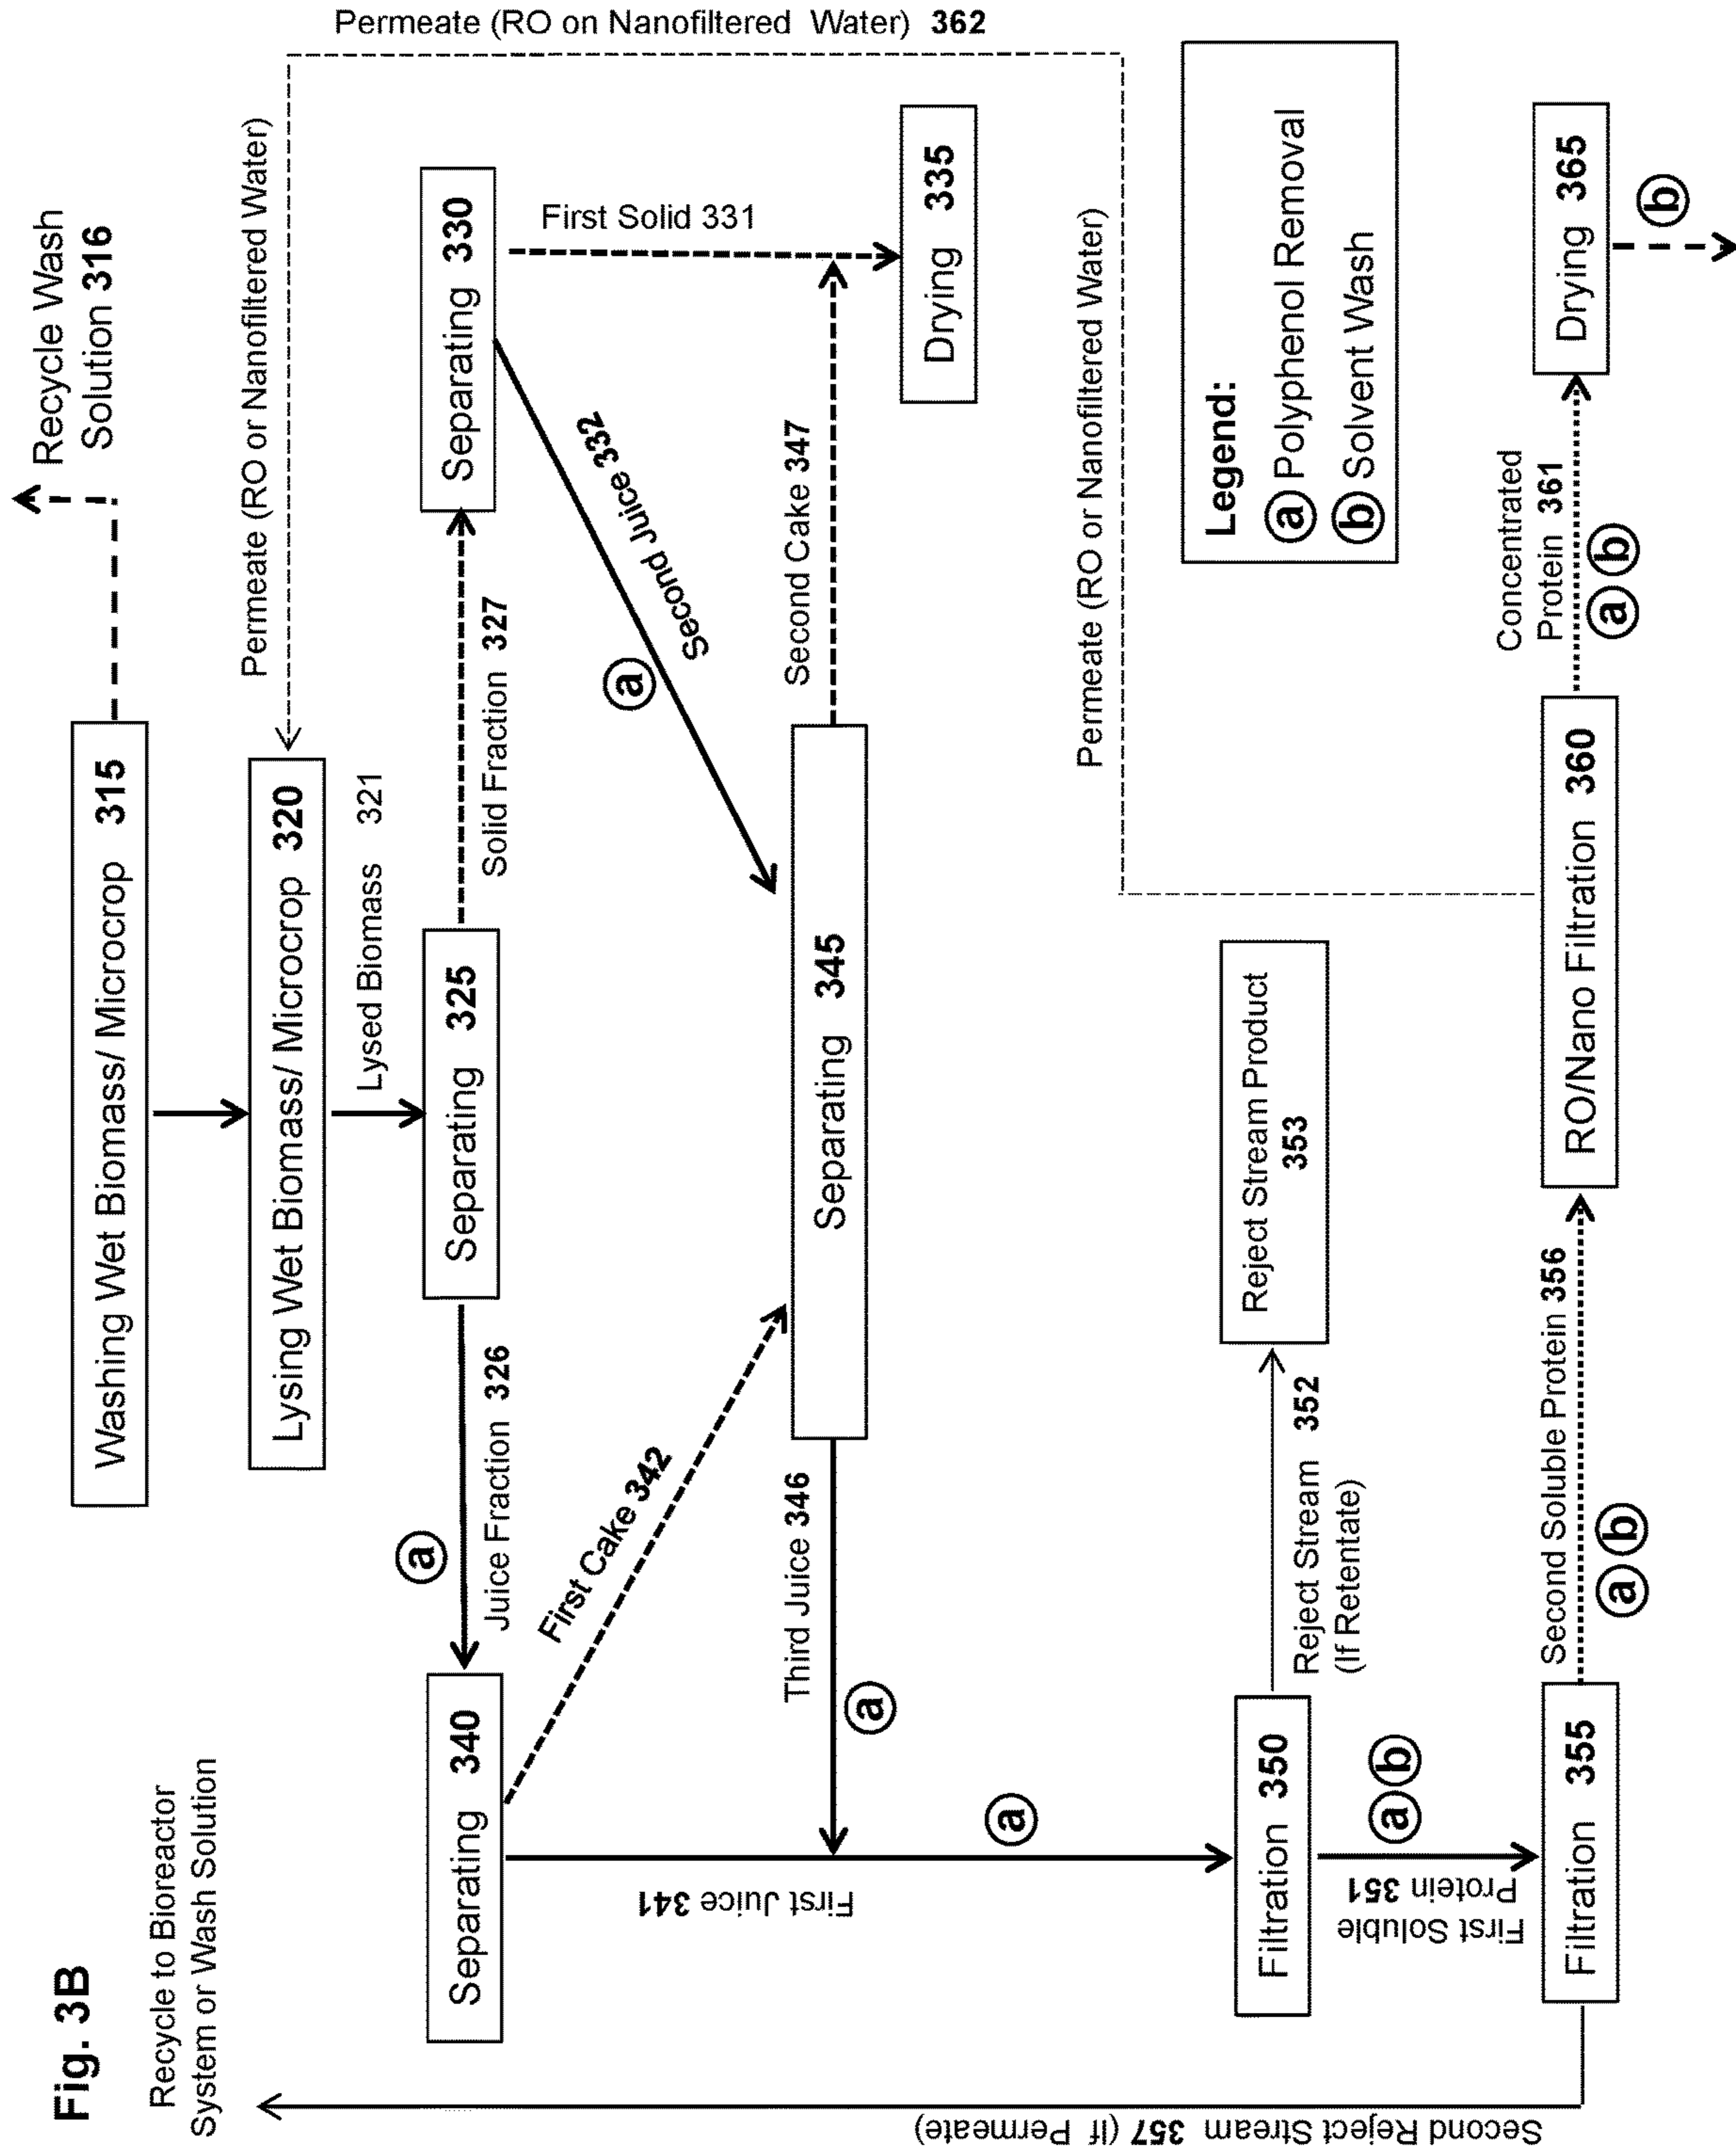 Fig. 3B
Recycle to Bioreactor
System or Wash Solution
Recycle Wash
Solution 316
Washing Wet Biomass/ Microcrop 315
Permeate (RO or Nanofiltered Water)
Permeate (RO on Nanofiltered Water) 362
Lysing Wet Biomass/ Microcrop 320
Lysed Biomass 321
Separating 340
a
Juice Fraction 326
Separating 325
Solid Fraction 327
Separating 330
First Cake 342
a
Second Juice 332
First Solid 331
First Juice 341
Third Juice 346
a
Separating 345
Second Cake 347
Drying 335
a
Permeate (RO or Nanofiltered Water)
Legend:
a Polyphenol Removal
b Solvent Wash
Filtration 350
Reject Stream 352
(If Retentate)
Reject Stream Product
353
First Soluble
Protein 351
a b
Second Reject Stream 357 (If Permeate)
Filtration 355
Second Soluble Protein 356
a b
RO/Nano Filtration 360
Concentrated
Protein 361
a b
Drying 365
b